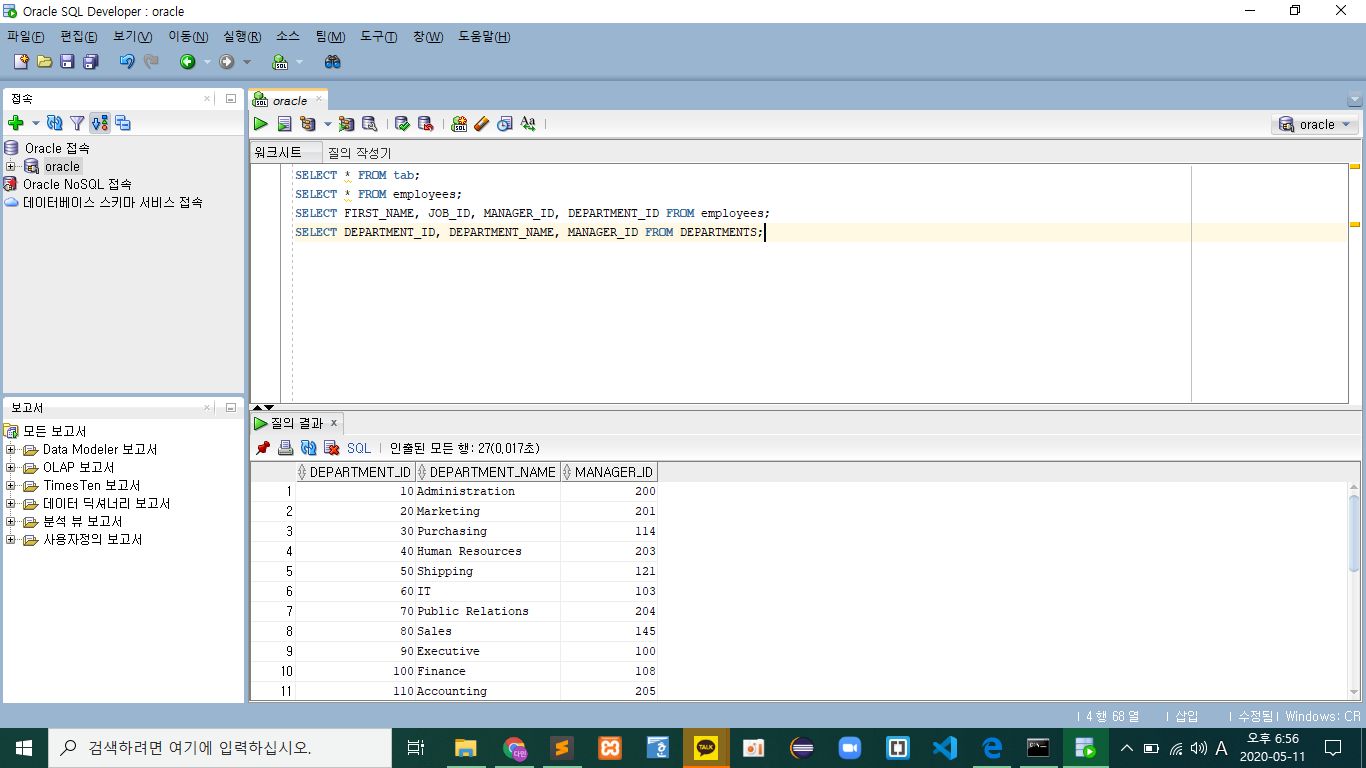 Oracle SQL Developer : oracle
파일(F) 편집(E) 보기(V) 이동(N) 실행(R) 소스 팀(M) 도구(T) 창(W) 도움말(H)
접속
Oracle 접속
oracle
Oracle NoSQL 접속
데이터베이스 스키마 서비스 접속
보고서
모든 보고서
Data Modeler 보고서
OLAP 보고서
TimesTen 보고서
데이터 딕셔너리 보고서
분석 뷰 보고서
사용자정의 보고서
oracle
oracle
워크시트 질의 작성기
SELECT * FROM tab;
SELECT * FROM employees;
SELECT FIRST_NAME, JOB_ID, MANAGER_ID, DEPARTMENT_ID FROM employees;
SELECT DEPARTMENT_ID, DEPARTMENT_NAME, MANAGER_ID FROM DEPARTMENTS;
질의 결과 x
SQL | 인출된 모든 행: 27(0,017초)
DEPARTMENT_ID DEPARTMENT_NAME MANAGER_ID
1 10 Administration 200
2 20 Marketing 201
3 30 Purchasing 114
4 40 Human Resources 203
5 50 Shipping 121
6 60 IT 103
7 70 Public Relations 204
8 80 Sales 145
9 90 Executive 100
10 100 Finance 108
11 110 Accounting 205
4 행 68 열 | 삽입 | 수정됨 | Windows: CR
검색하려면 여기에 입력하십시오.
TALK
A
오후 6:56
2020-05-11